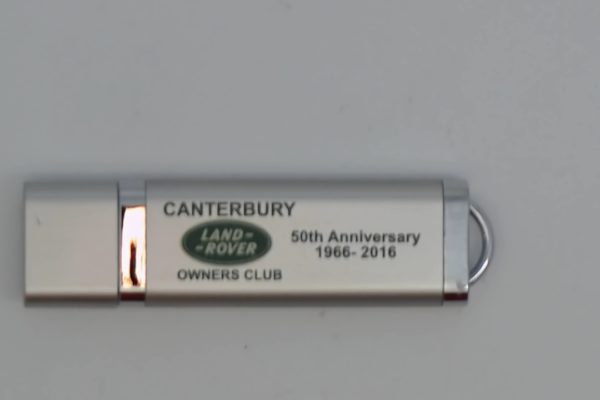 CANTERBURY
LAND-
-ROVER
OWNERS CLUB
50th Anniversary
1966- 2016